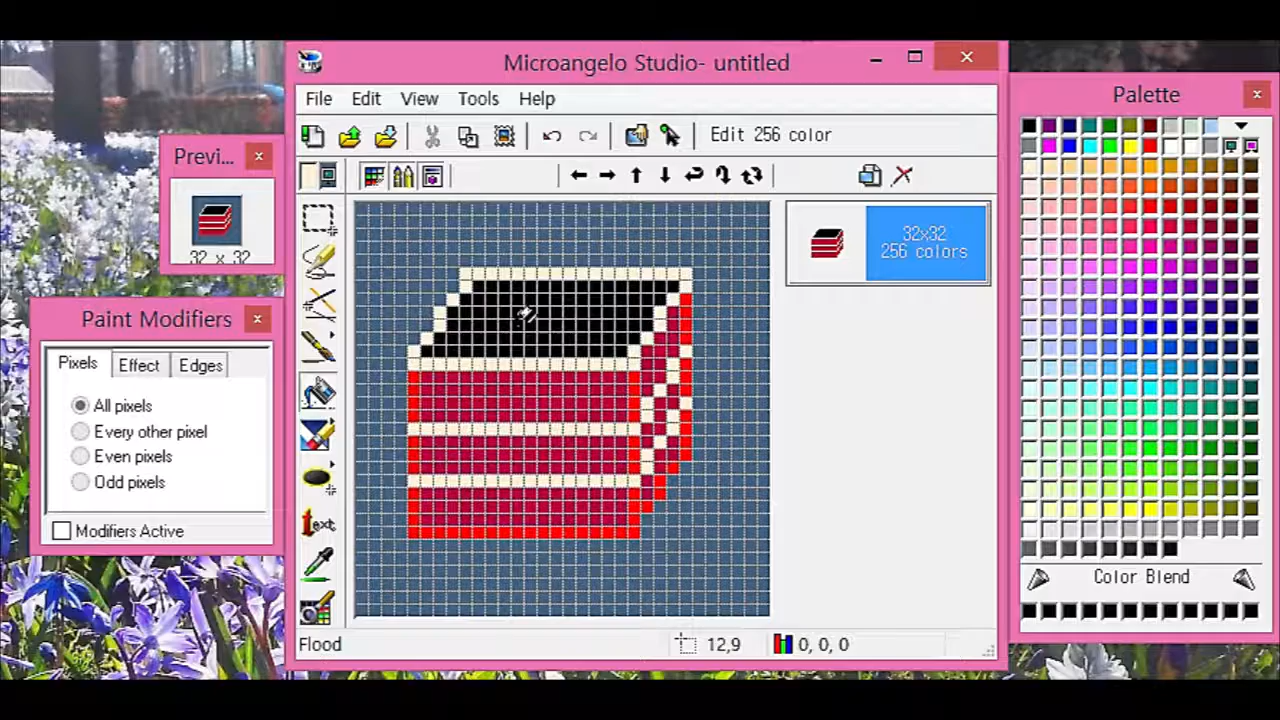 Microangelo Studio- untitled
File Edit View Tools Help
Edit 256 color
Previ...
32 x 32
32x32
256 colors
Paint Modifiers
Pixels Effect Edges
All pixels
Every other pixel
Even pixels
Odd pixels
Modifiers Active
text
Flood
12,9
0, 0, 0
Palette
Color Blend